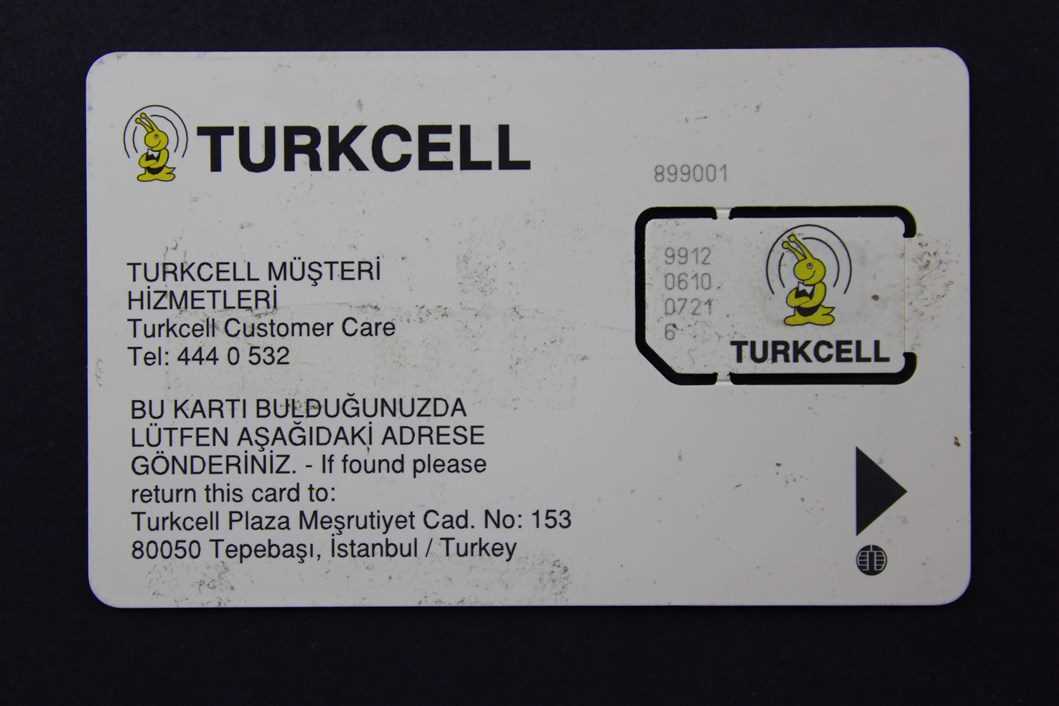 TURKCELL
899001
9912
0610
0721
6
TURKCELL
TURKCELL MÜŞTERİ
HİZMETLERİ
Turkcell Customer Care
Tel: 444 0 532
BU KARTI BULDUĞUNUZDA
LÜTFEN AŞAĞIDAKİ ADRESE
GÖNDERİNİZ. - If found please
return this card to:
Turkcell Plaza Meşrutiyet Cad. No: 153
80050 Tepebaşı, İstanbul / Turkey